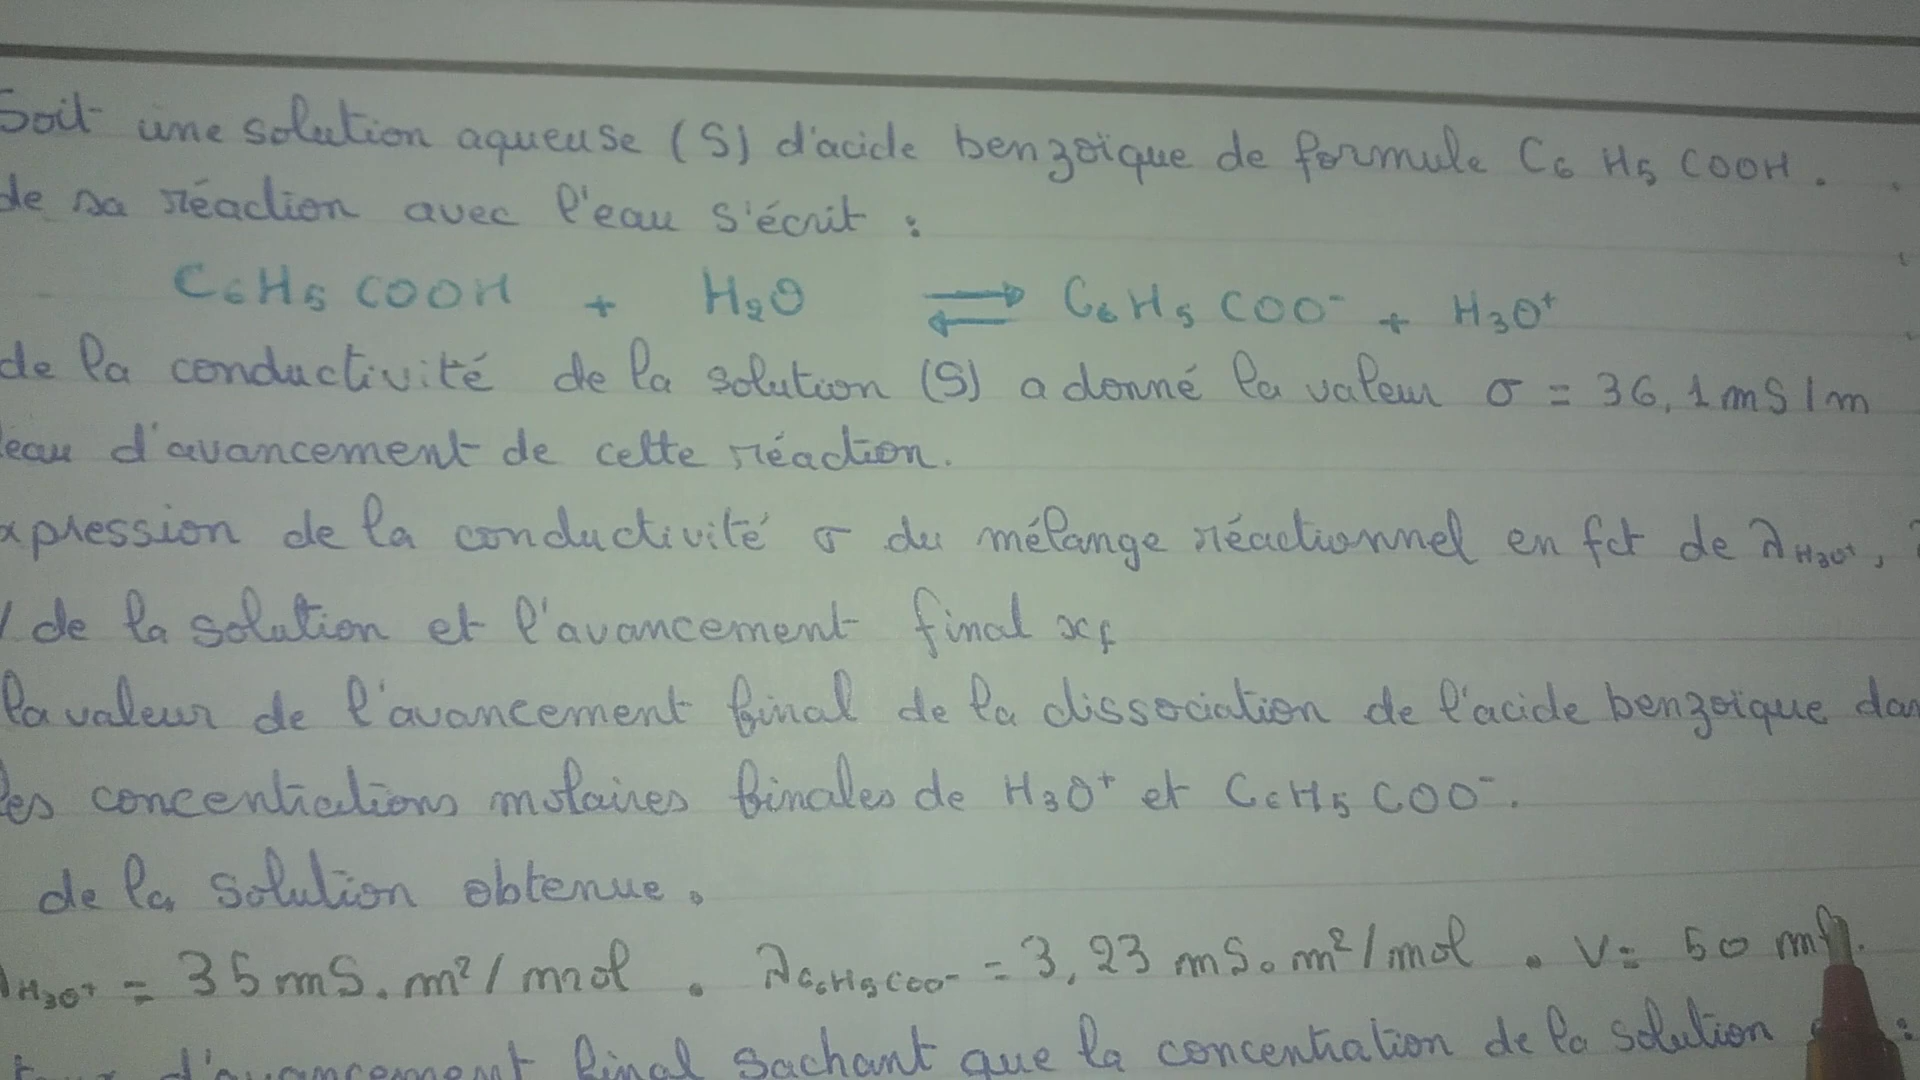 Soit une solution aqueuse (S) d'acide benzoïque de formule C6 H5 COOH.
de sa réaction avec l'eau s'écrit :
C6H5 COOH + H2O ⇌ C6H5 COO- + H3O+
de la conductivité de la solution (S) a donné la valeur σ = 36,1 mS/m
eau d'avancement de cette réaction.
xpression de la conductivité σ du mélange réactionnel en fct de λH3O+,
de la solution et l'avancement final xf
la valeur de l'avancement final de la dissociation de l'acide benzoïque dan
les concentrations molaires finales de H3O+ et C6H5 COO-.
de la solution obtenue.
λH3O+ = 35 mS.m²/mol . λC6H5COO- = 3,23 mS.m²/mol . V= 50
d'avancement final sachant que la concentration de la solution